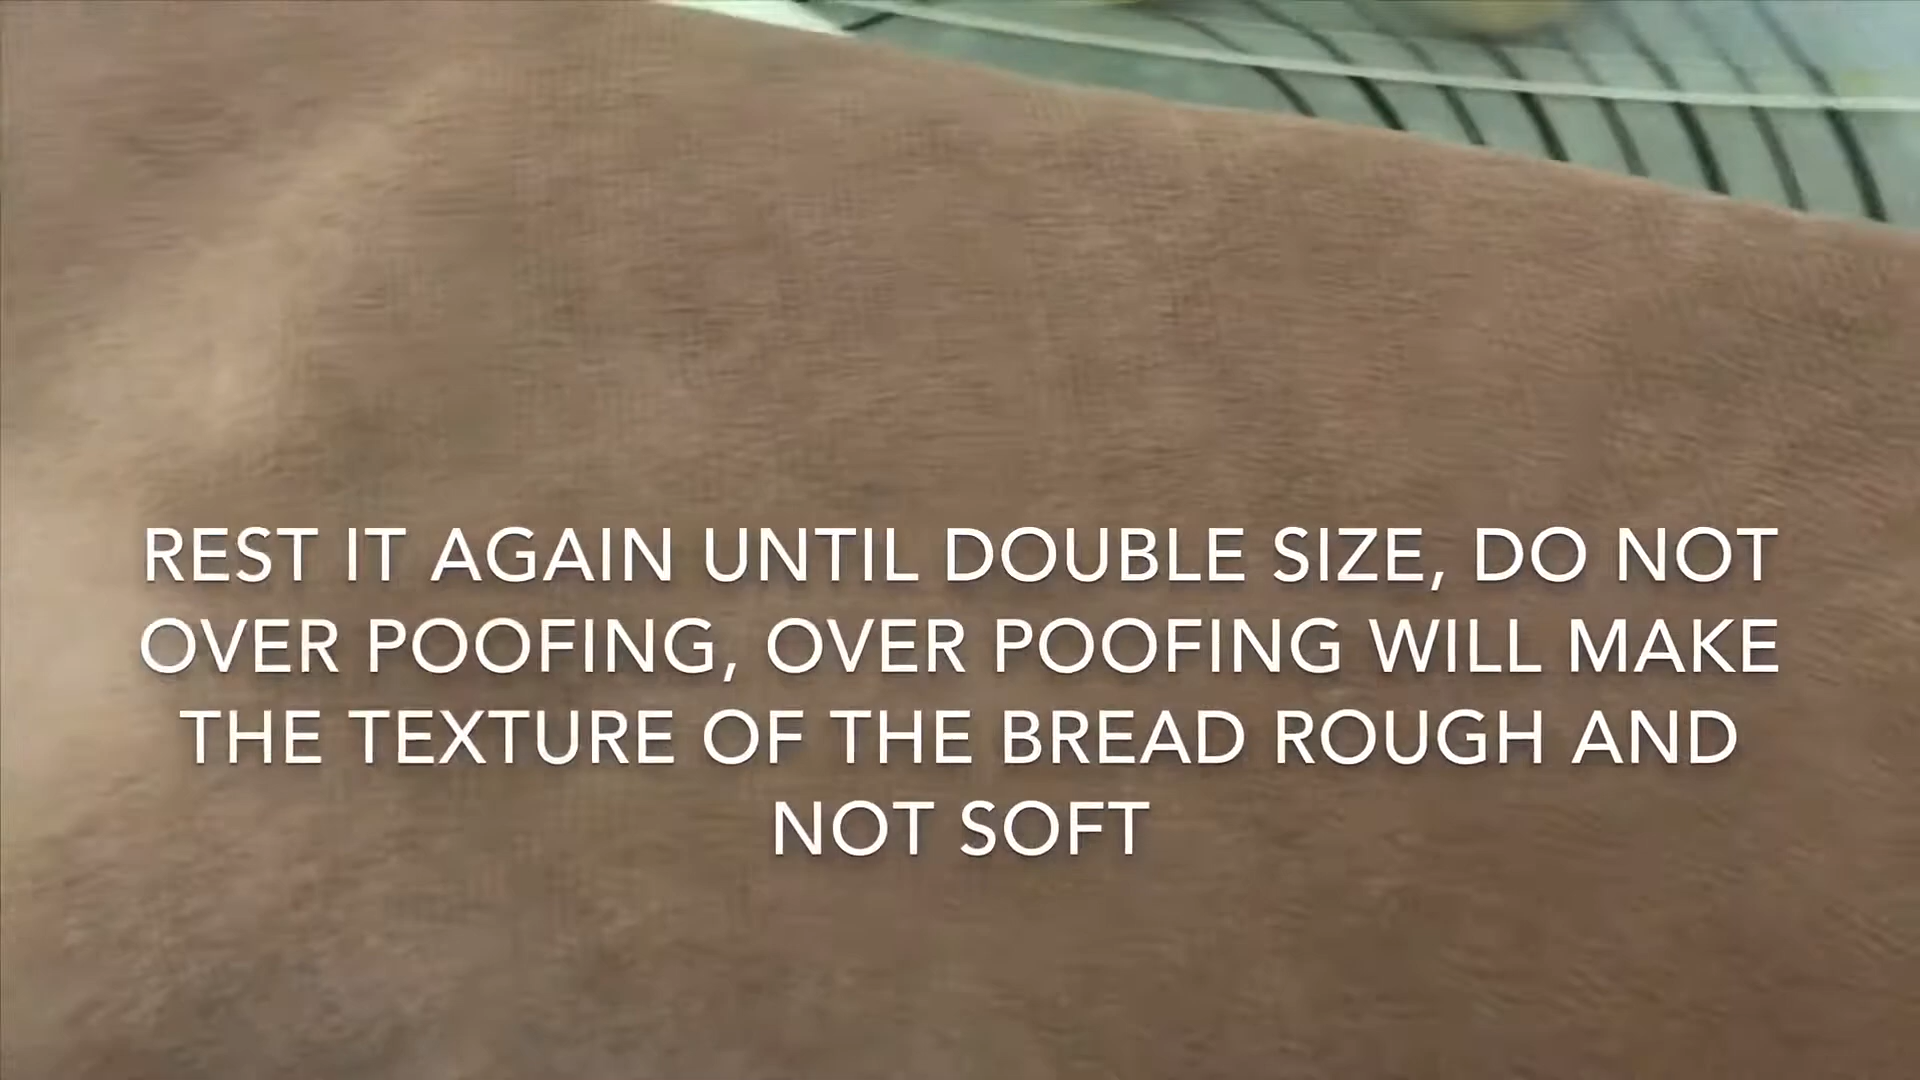 REST IT AGAIN UNTIL DOUBLE SIZE, DO NOT
OVER POOFING, OVER POOFING WILL MAKE
THE TEXTURE OF THE BREAD ROUGH AND
NOT SOFT